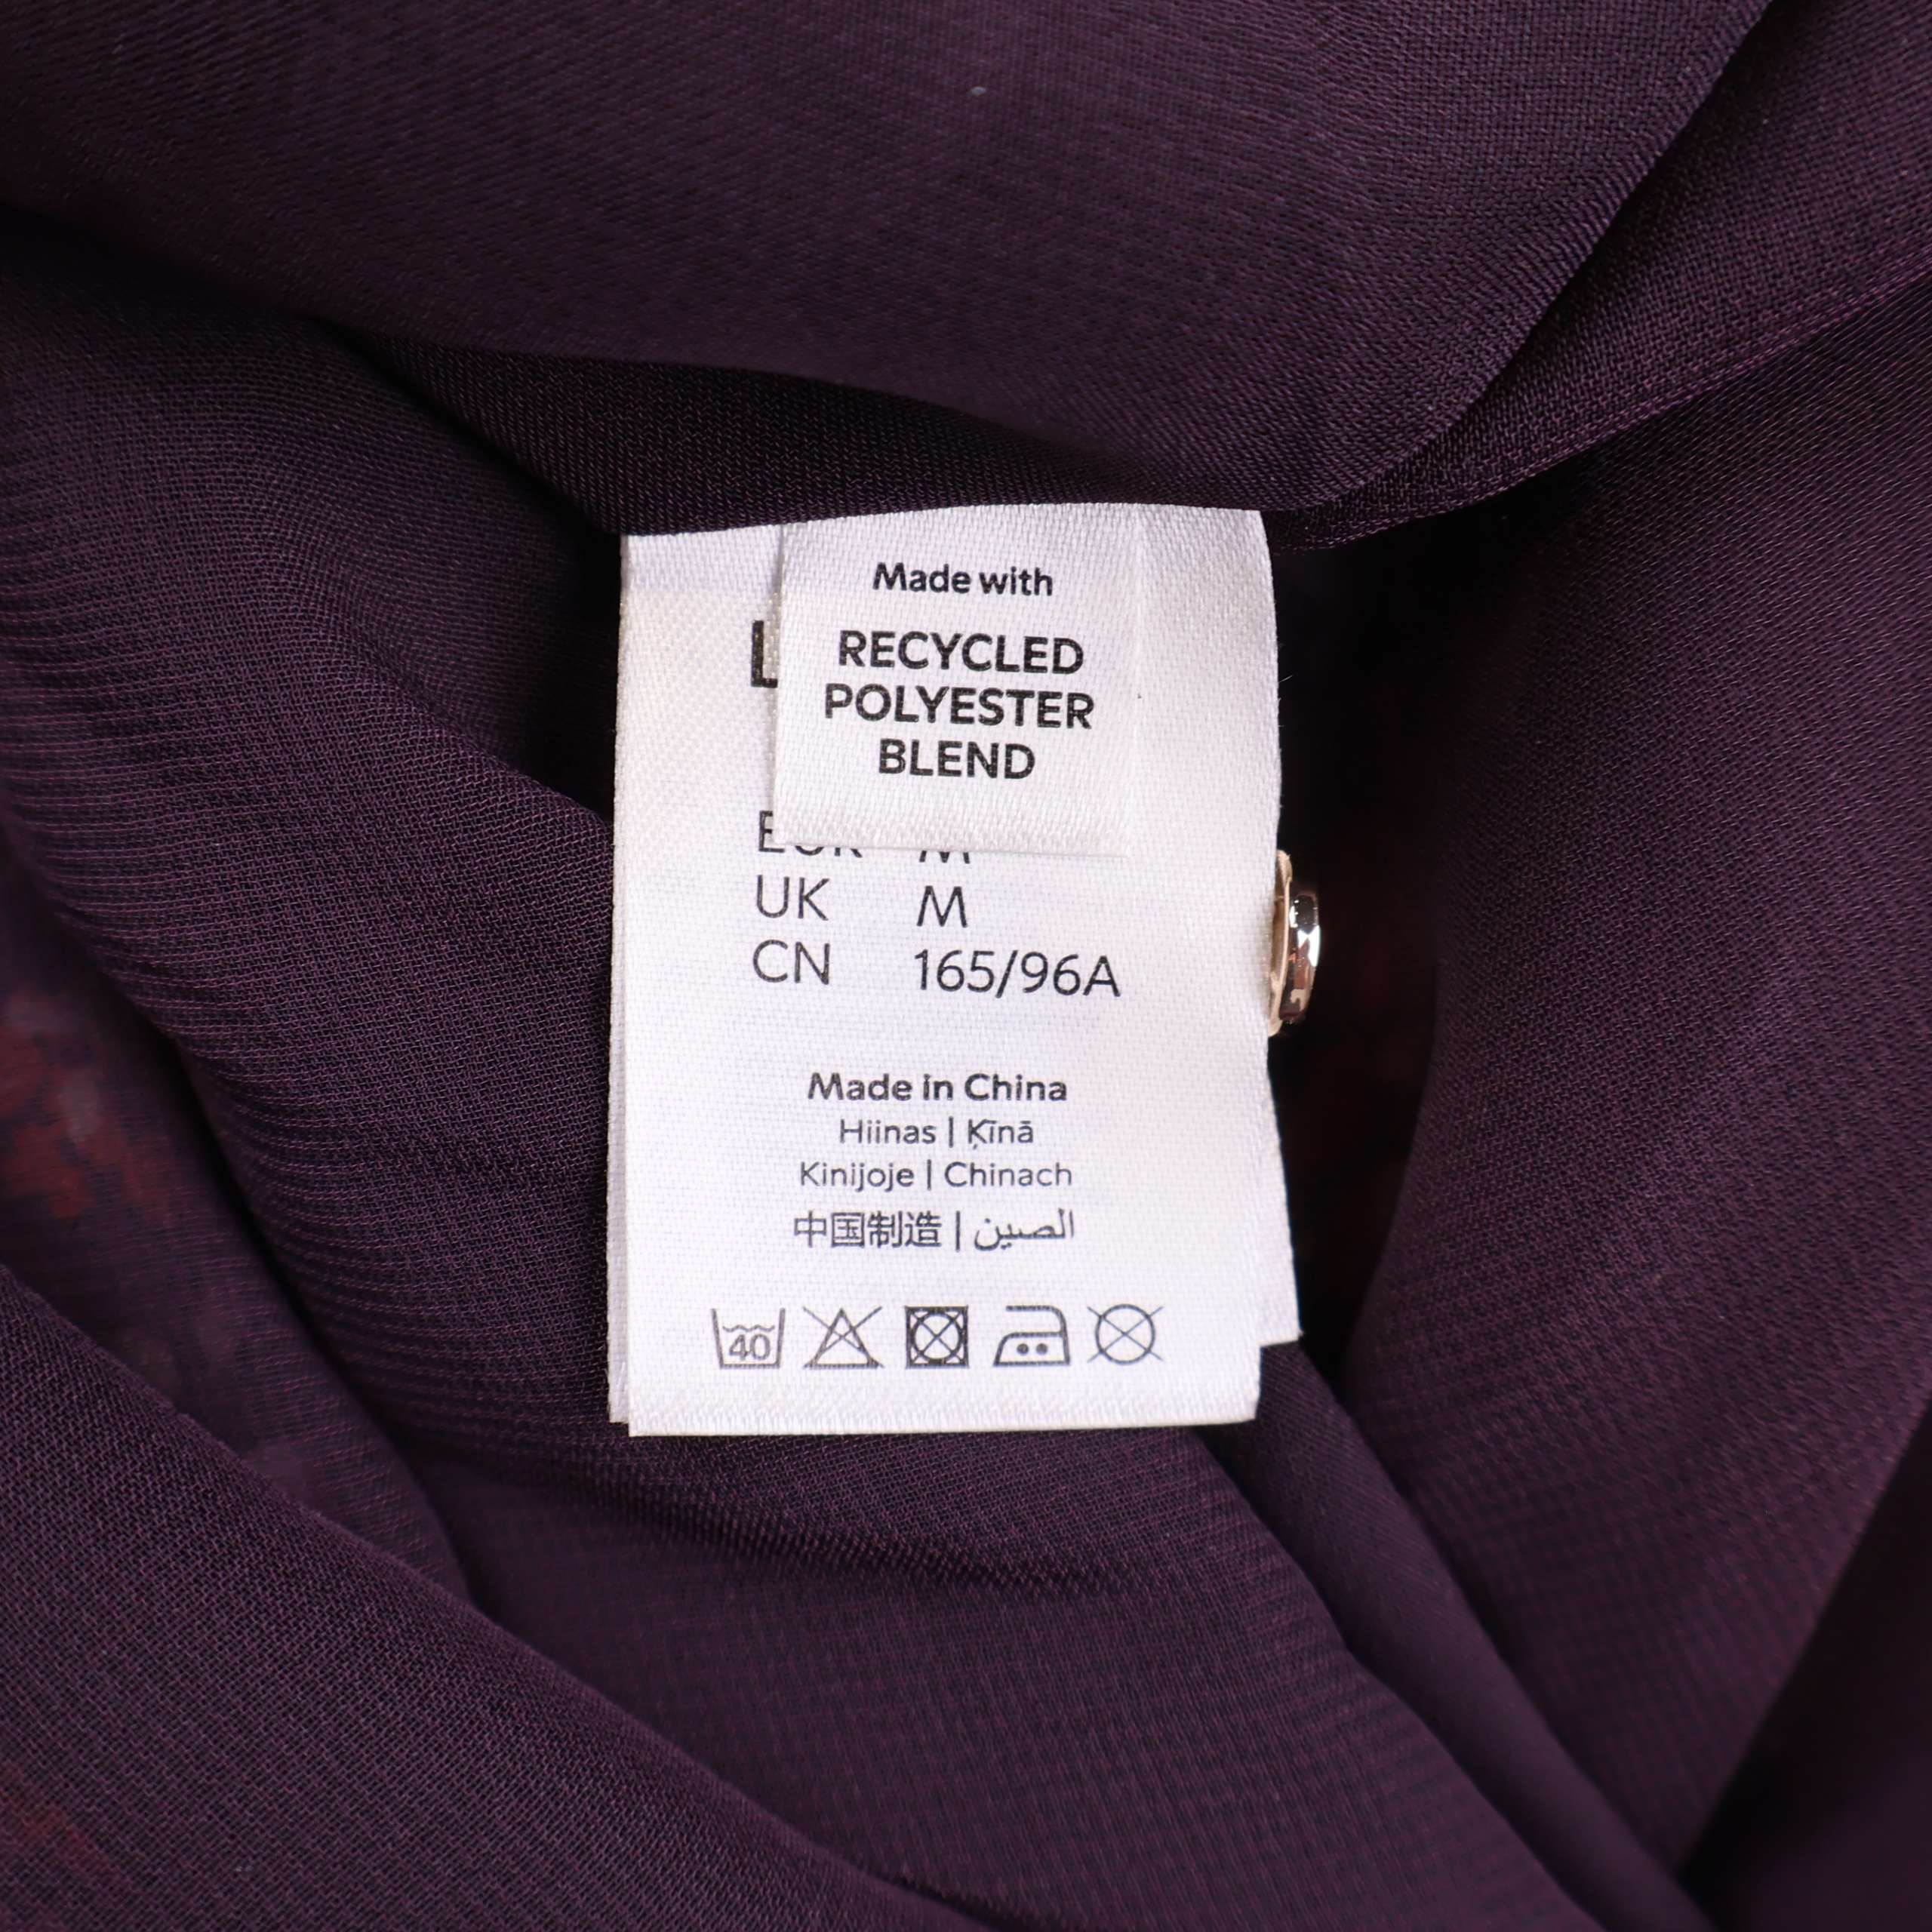 Made with
RECYCLED
POLYESTER
BLEND
EUR M
UK M
CN 165/96A
Made in China
Hiinas | Ķīnā
Kinijoje | Chinach
中国制造 | الصين
40